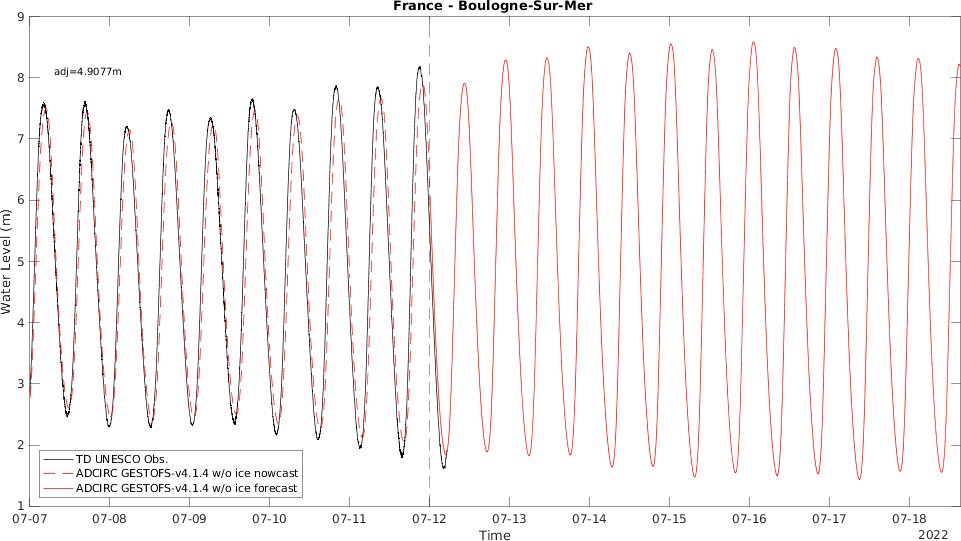 France - Boulogne-Sur-Mer
adj=4.9077m
Water Level (m)
9
8
7
6
5
4
3
2
1
TD UNESCO Obs.
ADCIRC GESTOFS-v4.1.4 w/o ice nowcast
ADCIRC GESTOFS-v4.1.4 w/o ice forecast
07-07 07-08 07-09 07-10 07-11 07-12 07-13 07-14 07-15 07-16 07-17 07-18
Time
2022